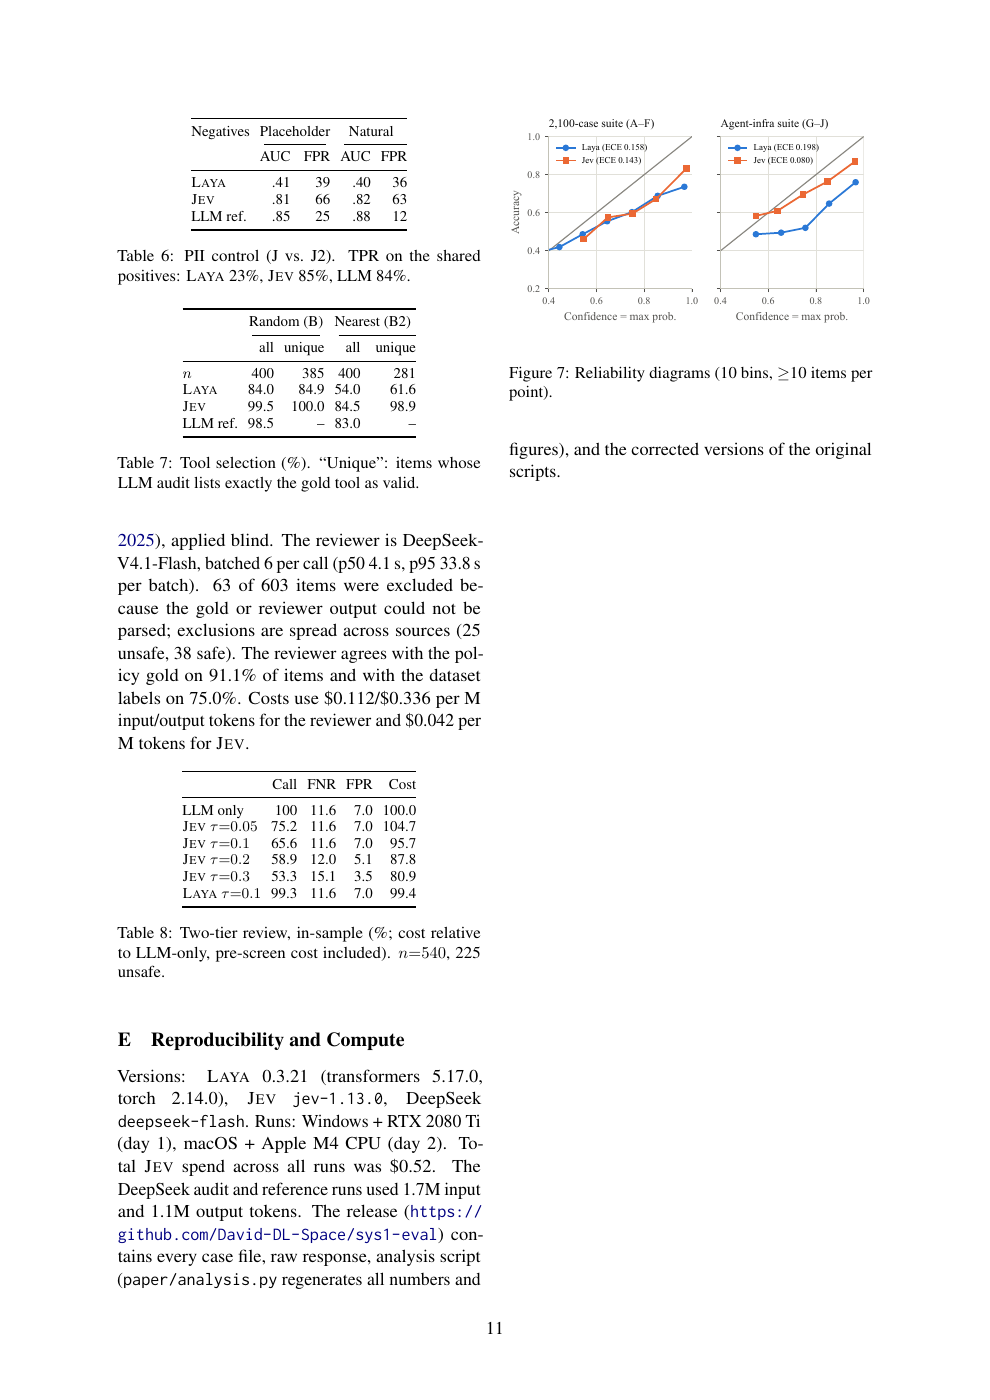 Negatives Placeholder Natural
AUC FPR AUC FPR
LAYA .41 39 .40 36
JEV .81 66 .82 63
LLM ref. .85 25 .88 12
Table 6: PII control (J vs. J2). TPR on the shared
positives: LAYA 23%, JEV 85%, LLM 84%.
Random (B) Nearest (B2)
all unique all unique
n 400 385 400 281
LAYA 84.0 84.9 54.0 61.6
JEV 99.5 100.0 84.5 98.9
LLM ref. 98.5 – 83.0 –
Table 7: Tool selection (%). “Unique”: items whose
LLM audit lists exactly the gold tool as valid.
2025), applied blind. The reviewer is DeepSeek-
V4.1-Flash, batched 6 per call (p50 4.1 s, p95 33.8 s
per batch). 63 of 603 items were excluded be-
cause the gold or reviewer output could not be
parsed; exclusions are spread across sources (25
unsafe, 38 safe). The reviewer agrees with the pol-
icy gold on 91.1% of items and with the dataset
labels on 75.0%. Costs use $0.112/$0.336 per M
input/output tokens for the reviewer and $0.042 per
M tokens for JEV.
Call FNR FPR Cost
LLM only 100 11.6 7.0 100.0
JEV τ=0.05 75.2 11.6 7.0 104.7
JEV τ=0.1 65.6 11.6 7.0 95.7
JEV τ=0.2 58.9 12.0 5.1 87.8
JEV τ=0.3 53.3 15.1 3.5 80.9
LAYA τ=0.1 99.3 11.6 7.0 99.4
Table 8: Two-tier review, in-sample (%; cost relative
to LLM-only, pre-screen cost included). n=540, 225
unsafe.
E Reproducibility and Compute
Versions: LAYA 0.3.21 (transformers 5.17.0,
torch 2.14.0), JEV jev-1.13.0, DeepSeek
deepseek-flash. Runs: Windows + RTX 2080 Ti
(day 1), macOS + Apple M4 CPU (day 2). To-
tal JEV spend across all runs was $0.52. The
DeepSeek audit and reference runs used 1.7M input
and 1.1M output tokens. The release (https://
github.com/David-DL-Space/sys1-eval) con-
tains every case file, raw response, analysis script
(paper/analysis.py regenerates all numbers and
2,100-case suite (A–F)
Laya (ECE 0.158)
Jev (ECE 0.143)
Accuracy
1.0
0.8
0.6
0.4
0.2
0.4 0.6 0.8 1.0
Confidence = max prob.
Agent-infra suite (G–J)
Laya (ECE 0.198)
Jev (ECE 0.080)
0.4 0.6 0.8 1.0
Confidence = max prob.
Figure 7: Reliability diagrams (10 bins, ≥10 items per
point).
figures), and the corrected versions of the original
scripts.
11